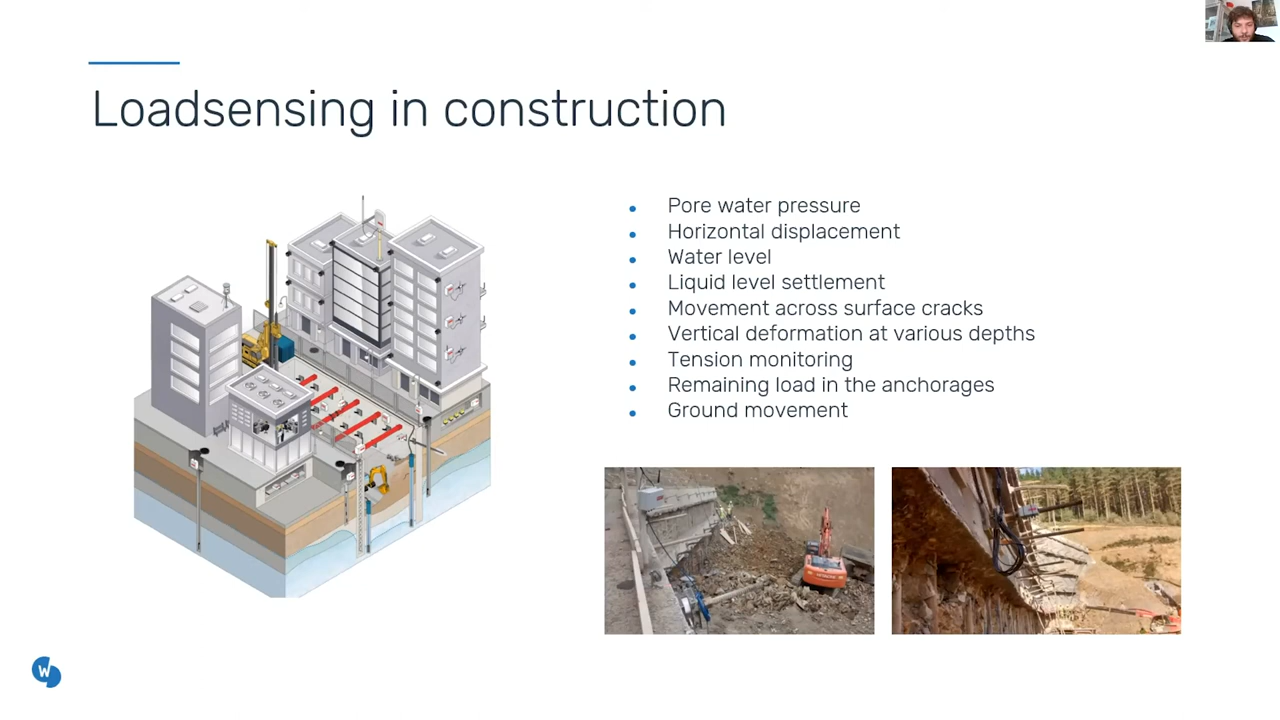 Loadsensing in construction
• Pore water pressure
• Horizontal displacement
• Water level
• Liquid level settlement
• Movement across surface cracks
• Vertical deformation at various depths
• Tension monitoring
• Remaining load in the anchorages
• Ground movement
HITACHI
W